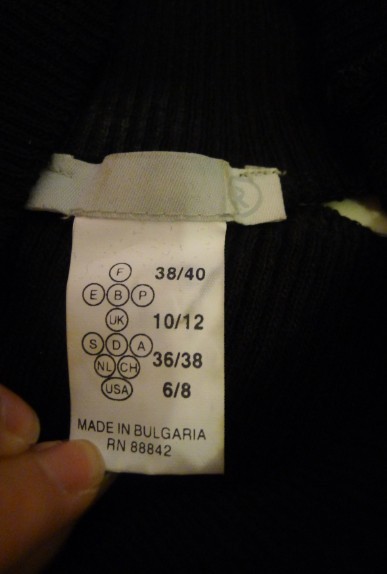 ®
F 38/40
E B P
UK 10/12
S D A
NL CH 36/38
USA 6/8
MADE IN BULGARIA
RN 88842